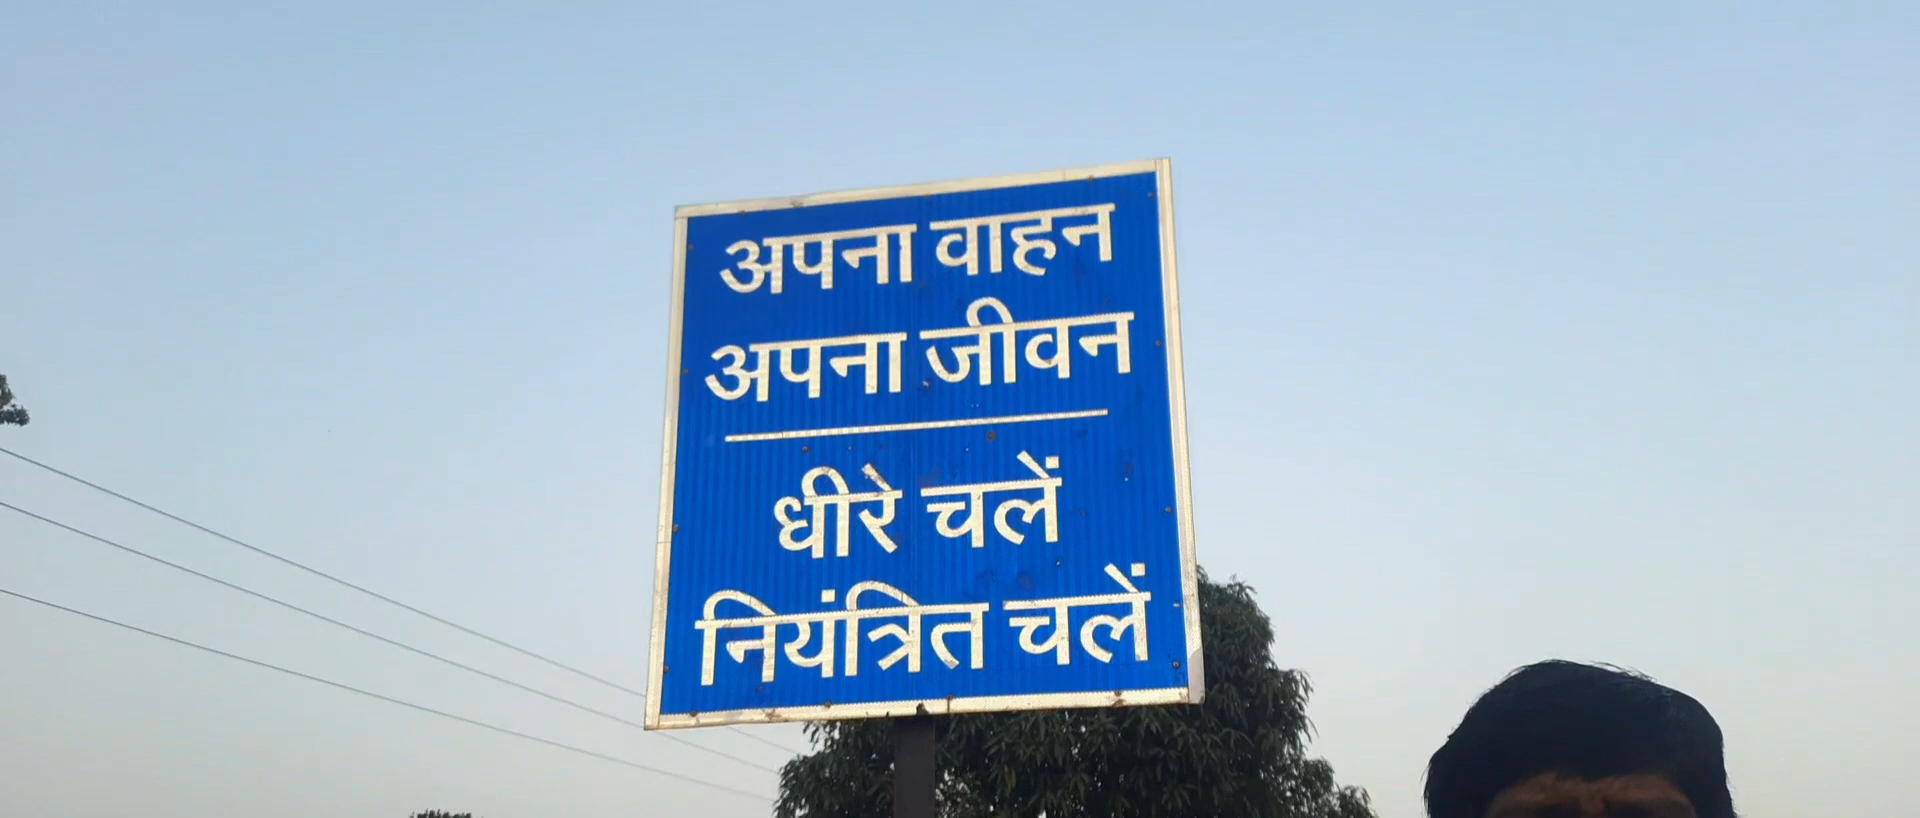 अपना वाहन
अपना जीवन
धीरे चलें
नियंत्रित चलें